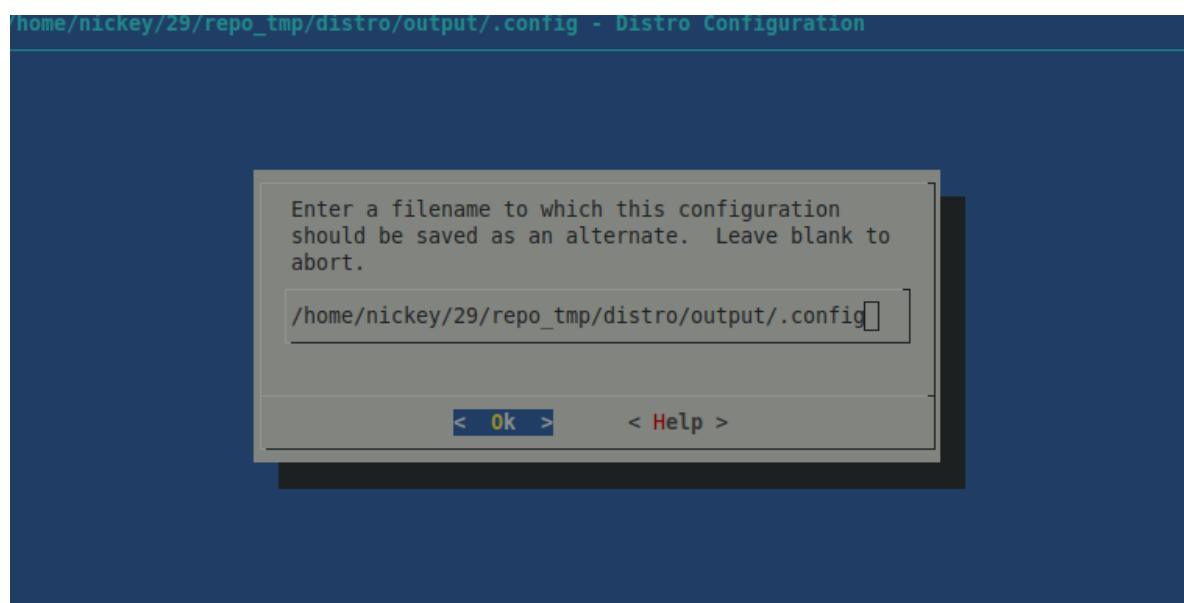 /home/nickey/29/repo_tmp/distro/output/.config - Distro Configuration
Enter a filename to which this configuration
should be saved as an alternate.  Leave blank to
abort.
/home/nickey/29/repo_tmp/distro/output/.config
<  Ok  >      < Help >